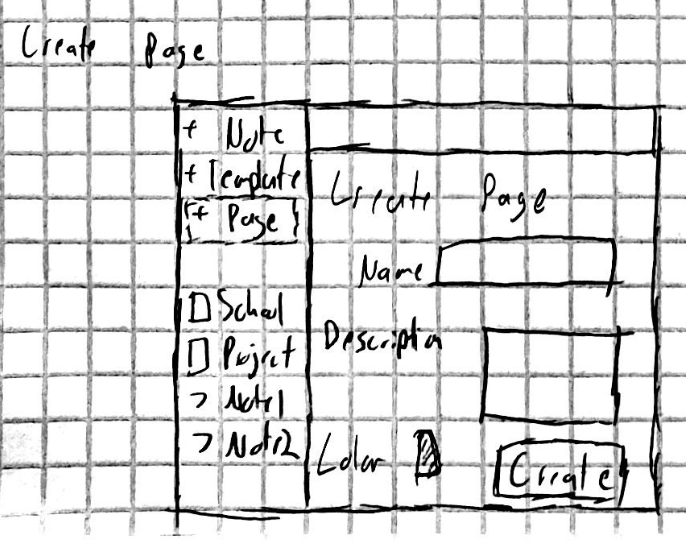 Create Page
+ Note
+ Template
+ Page
School
Project
> Note1
> Note2
Create Page
Name
Description
Color
Create